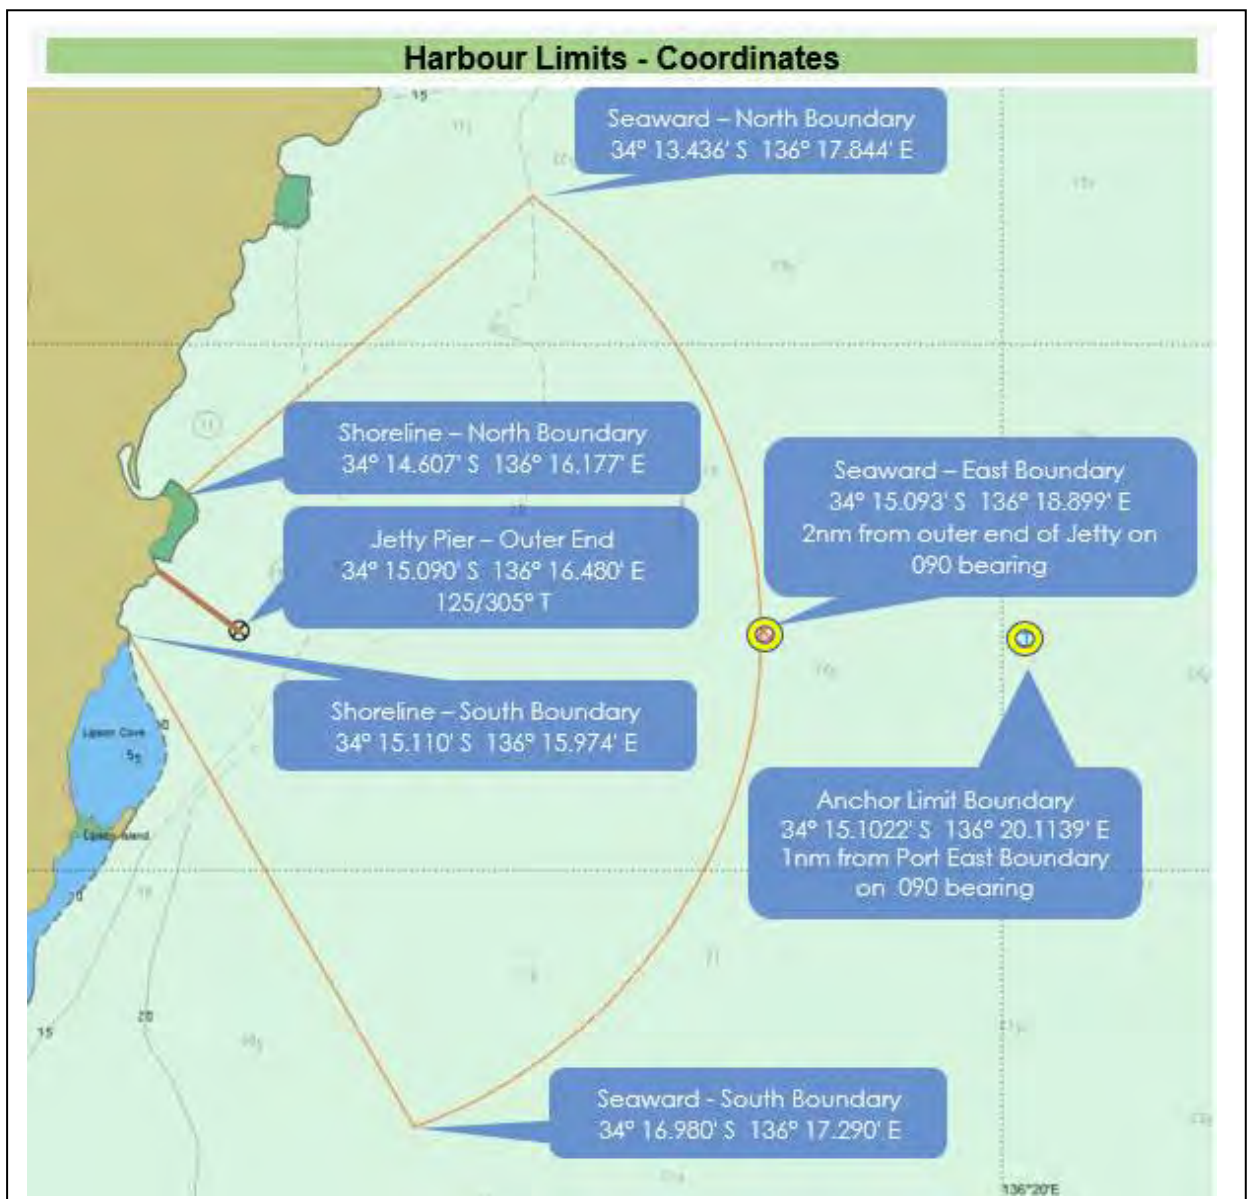 Harbour Limits - Coordinates
15
Seaward – North Boundary
34° 13.436' S  136° 17.844' E
Shoreline – North Boundary
34° 14.607' S  136° 16.177' E
Seaward – East Boundary
34° 15.093' S  136° 18.899' E
2nm from outer end of Jetty on
090 bearing
Jetty Pier – Outer End
34° 15.090' S  136° 16.480' E
125/305° T
Shoreline – South Boundary
34° 15.110' S  136° 15.974' E
Anchor Limit Boundary
34° 15.1022' S  136° 20.1139' E
1nm from Port East Boundary
on  090 bearing
10
20
15
Seaward - South Boundary
34° 16.980' S  136° 17.290' E
136°20'E